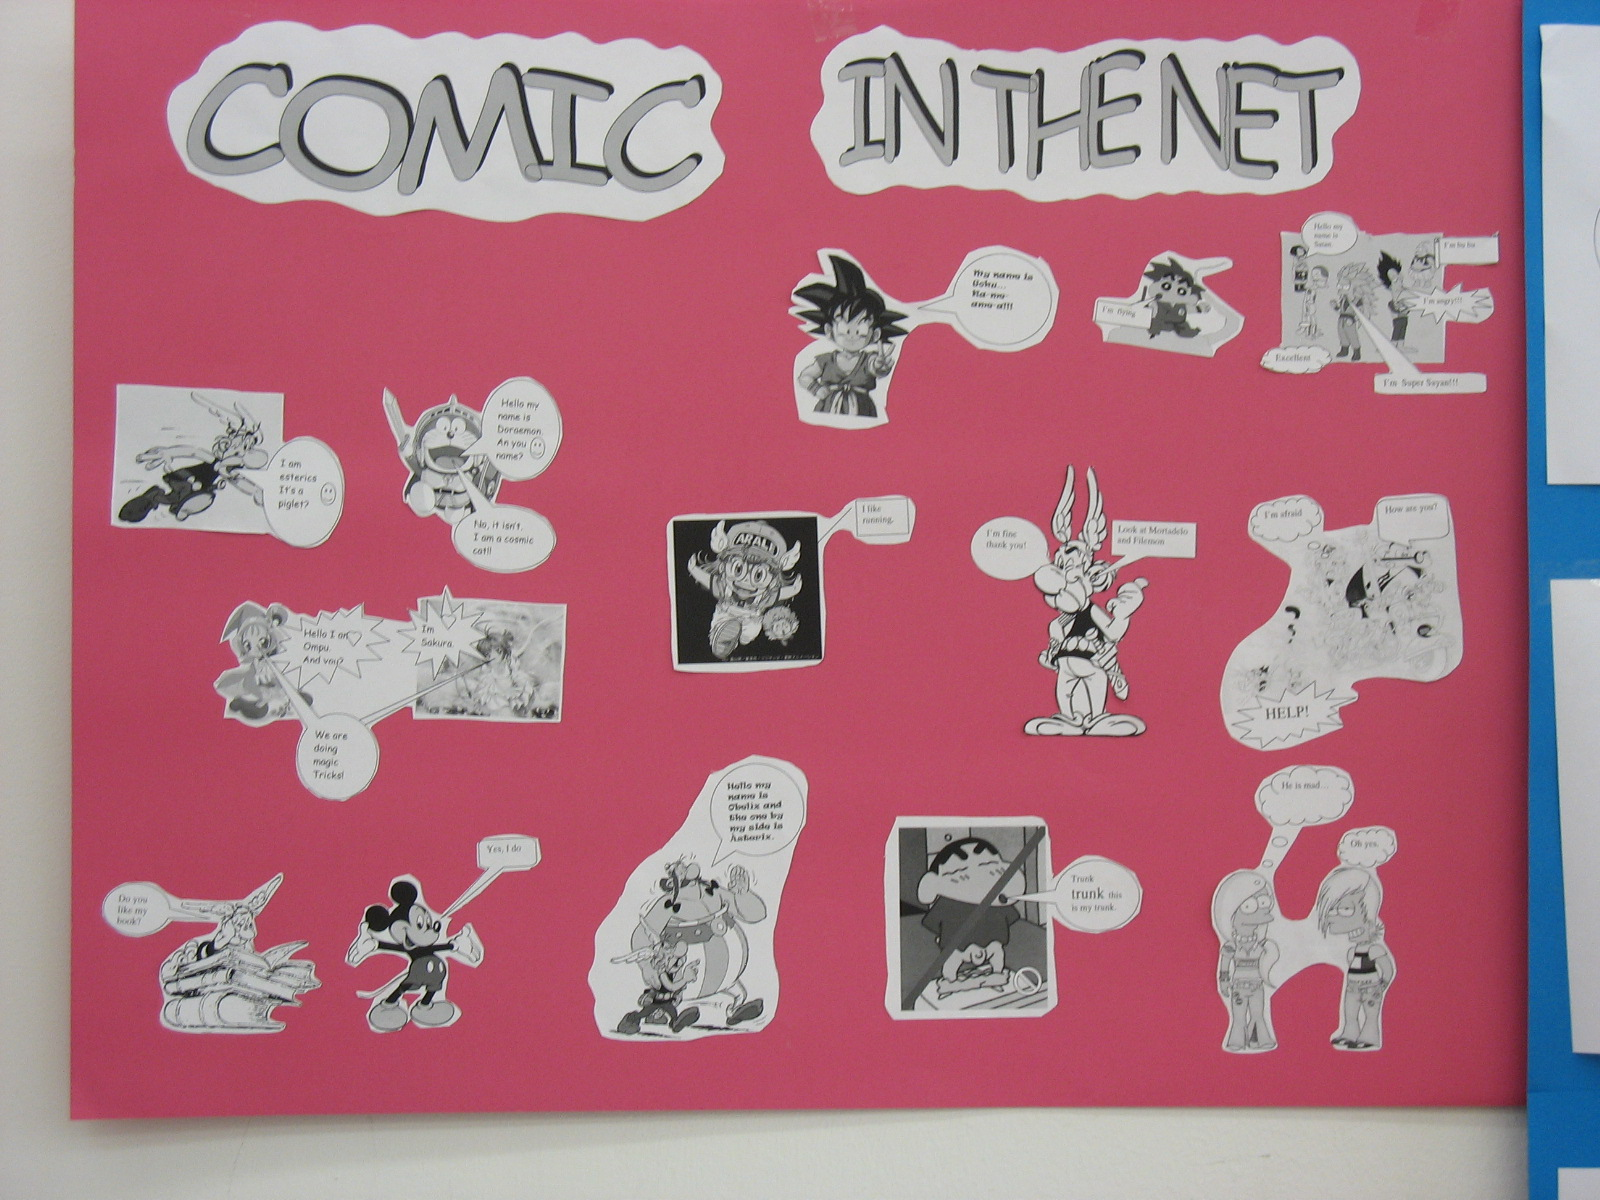 COMIC
IN THE NET
My name is
Goku...
Ka-me-
ame-a!!!
I'm flying
Hello my
name is
Satan.
I'm bu bu
I'm angry!!!
Excellent
I'm Super Sayan!!!
I am
esterics
It's a
piglet?
Hello my
name is
Doraemon.
An you
name?
No, it isn't.
I am a cosmic
cat!!
ARALE
I like
running.
I'm fine
thank you!
Look at Mortadelo
and Filemon
I'm afraid
How are you?
HELP!
Hello I am
Ompu.
And you?
Im
Sakura.
We are
doing
magic
Tricks!
Hello my
name is
Obelix and
the one by
my side is
Asterix.
Do you
like my
book?
Yes, I do
Trunk
trunk this
is my trunk.
He is mad...
Oh yes.